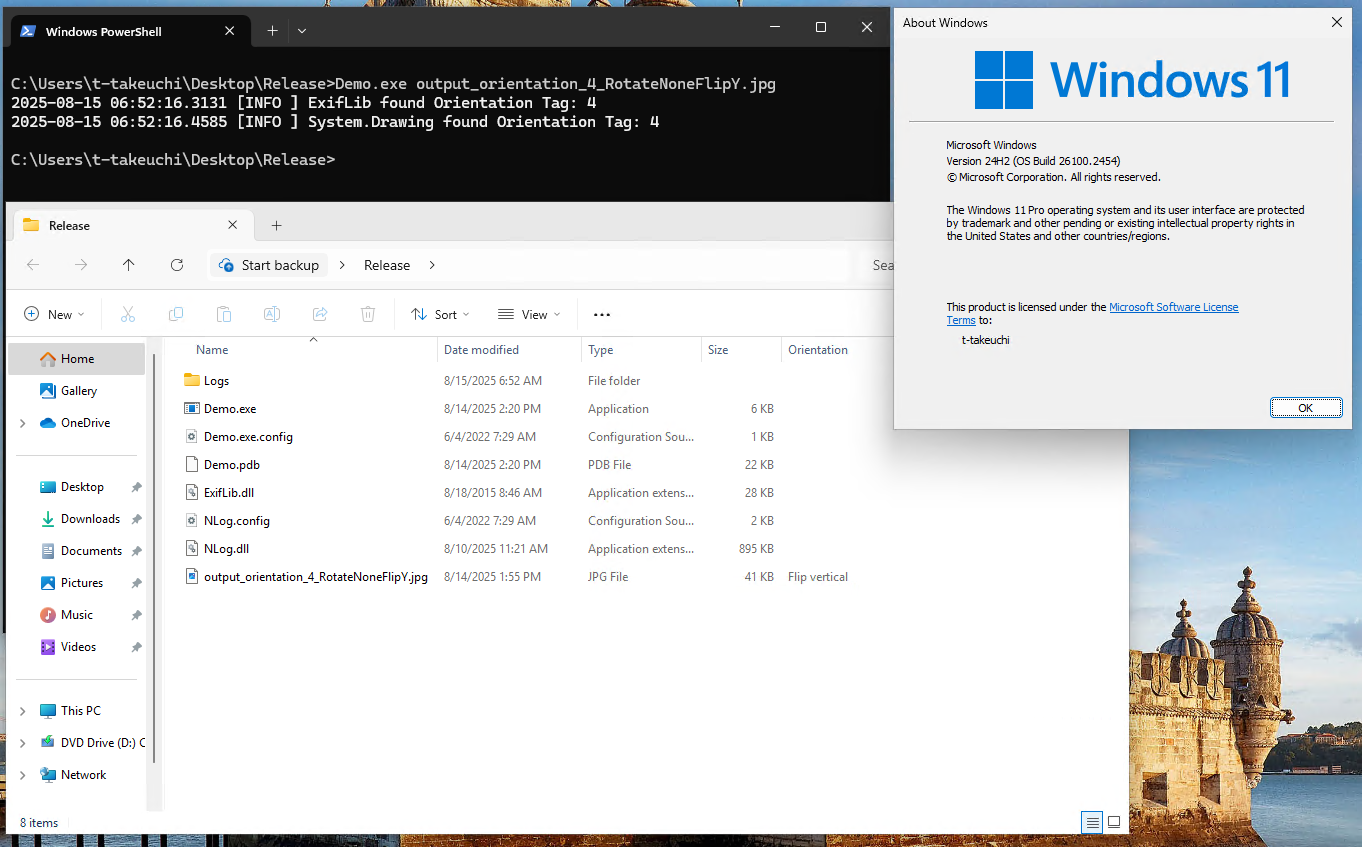 Windows PowerShell
C:\Users\t-takeuchi\Desktop\Release>Demo.exe output_orientation_4_RotateNoneFlipY.jpg
2025-08-15 06:52:16.3131 [INFO ] ExifLib found Orientation Tag: 4
2025-08-15 06:52:16.4585 [INFO ] System.Drawing found Orientation Tag: 4
C:\Users\t-takeuchi\Desktop\Release>
About Windows
Windows 11
Microsoft Windows
Version 24H2 (OS Build 26100.2454)
© Microsoft Corporation. All rights reserved.
The Windows 11 Pro operating system and its user interface are protected
by trademark and other pending or existing intellectual property rights in
the United States and other countries/regions.
This product is licensed under the Microsoft Software License
Terms to:
t-takeuchi
OK
Release
Start backup > Release >
Sea
New
Sort
View
Home
Gallery
OneDrive
Desktop
Downloads
Documents
Pictures
Music
Videos
This PC
DVD Drive (D:) C
Network
Name Date modified Type Size Orientation
Logs 8/15/2025 6:52 AM File folder
Demo.exe 8/14/2025 2:20 PM Application 6 KB
Demo.exe.config 6/4/2022 7:29 AM Configuration Sou... 1 KB
Demo.pdb 8/14/2025 2:20 PM PDB File 22 KB
ExifLib.dll 8/18/2015 8:46 AM Application extens... 28 KB
NLog.config 6/4/2022 7:29 AM Configuration Sou... 2 KB
NLog.dll 8/10/2025 11:21 AM Application extens... 895 KB
output_orientation_4_RotateNoneFlipY.jpg 8/14/2025 1:55 PM JPG File 41 KB Flip vertical
8 items